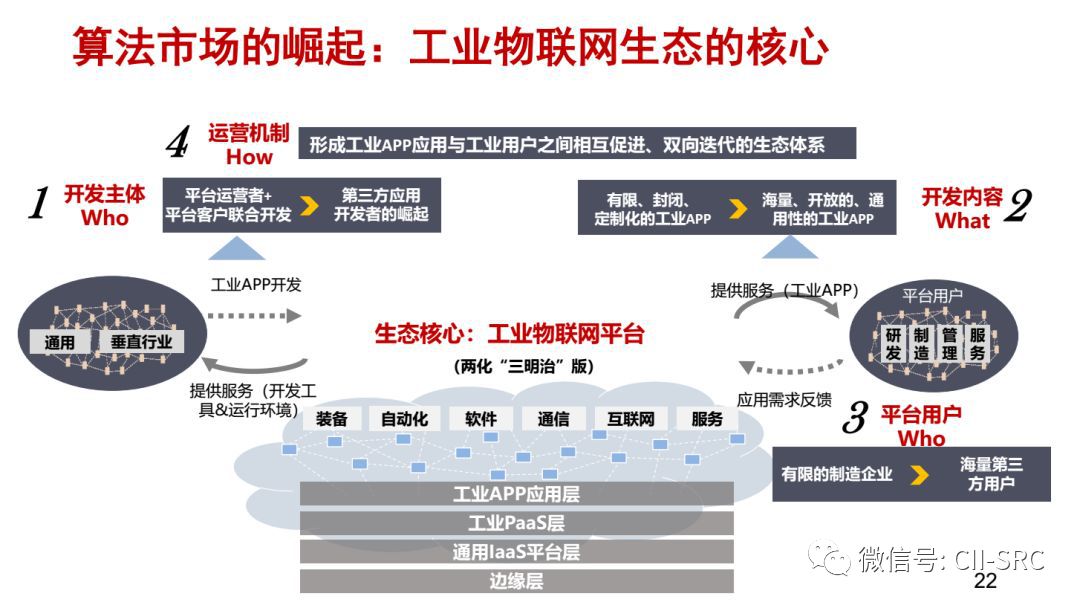 算法市场的崛起：工业物联网生态的核心
4
运营机制
How
形成工业APP应用与工业用户之间相互促进、双向迭代的生态体系
1
开发主体
Who
平台运营者+
平台客户联合开发
第三方应用
开发者的崛起
有限、封闭、
定制化的工业APP
海量、开放的、通
用性的工业APP
开发内容
What
2
工业APP开发
通用
垂直行业
提供服务（开发工
具&运行环境）
生态核心：工业物联网平台
(两化“三明治”版)
提供服务（工业APP）
平台用户
研发
制造
管理
服务
应用需求反馈
3
平台用户
Who
有限的制造企业
海量第三
方用户
装备
自动化
软件
通信
互联网
服务
工业APP应用层
工业PaaS层
通用IaaS平台层
边缘层
微信号: CII-SRC
22